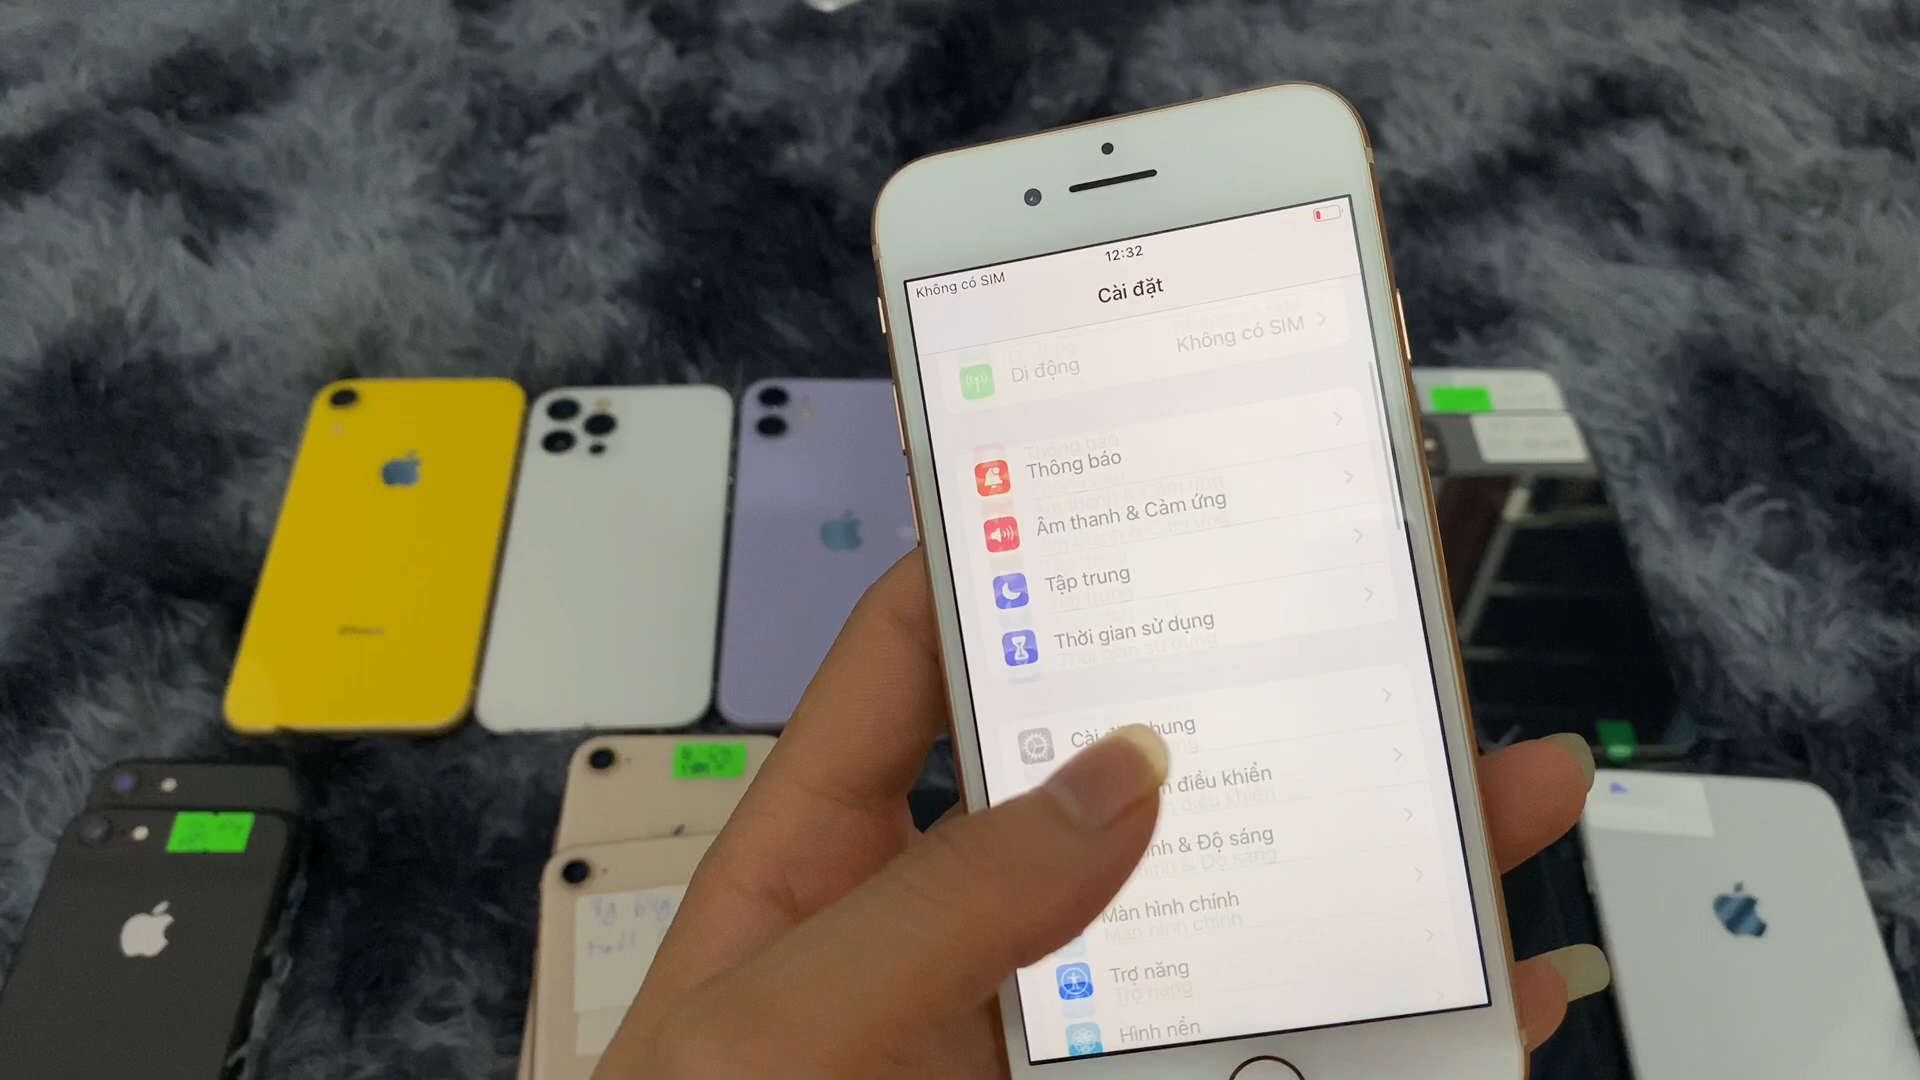 12:32
Không có SIM
Cài đặt
Di động
Không có SIM
Thông báo
Âm thanh & Cảm ứng
Tập trung
Thời gian sử dụng
điều khiển
& Độ sáng
Màn hình chính
Trợ năng
Hình nền
iPhone